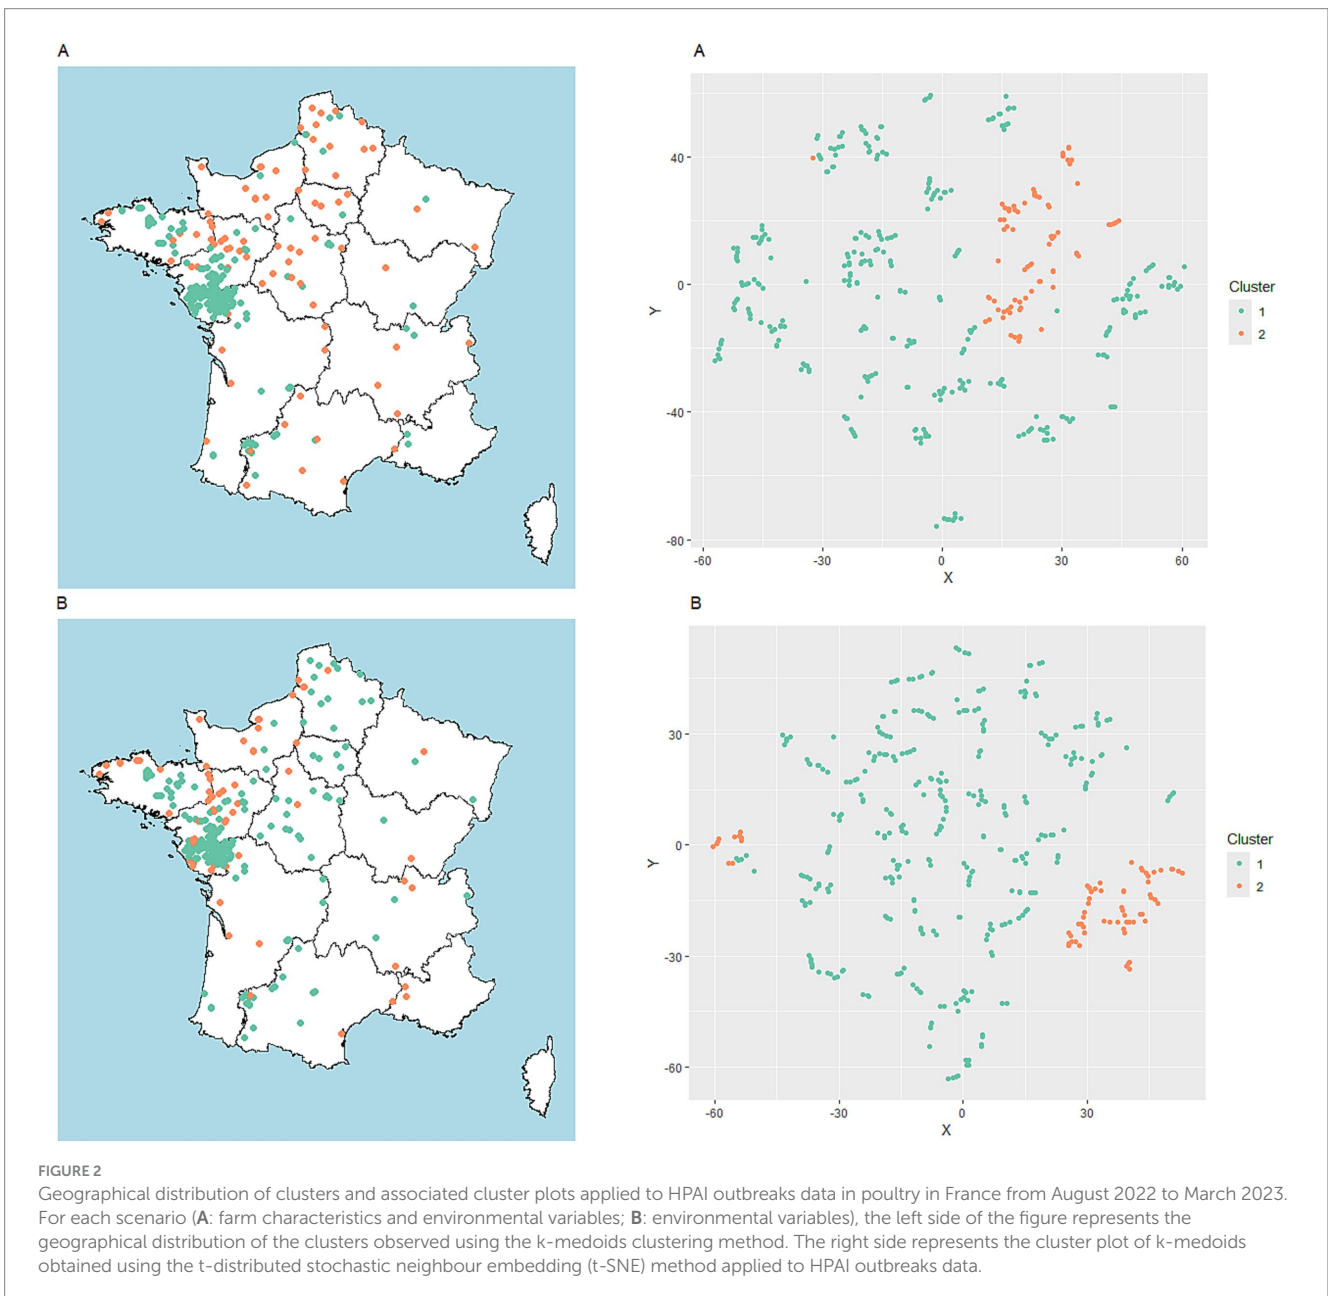 A
A
40
0
-40
-80
-60
-30
0
30
60
X
Y
Cluster
1
2
B
B
30
0
-30
-60
-60
-30
0
30
X
Y
Cluster
1
2
FIGURE 2
Geographical distribution of clusters and associated cluster plots applied to HPAI outbreaks data in poultry in France from August 2022 to March 2023.
For each scenario (A: farm characteristics and environmental variables; B: environmental variables), the left side of the figure represents the
geographical distribution of the clusters observed using the k-medoids clustering method. The right side represents the cluster plot of k-medoids
obtained using the t-distributed stochastic neighbour embedding (t-SNE) method applied to HPAI outbreaks data.